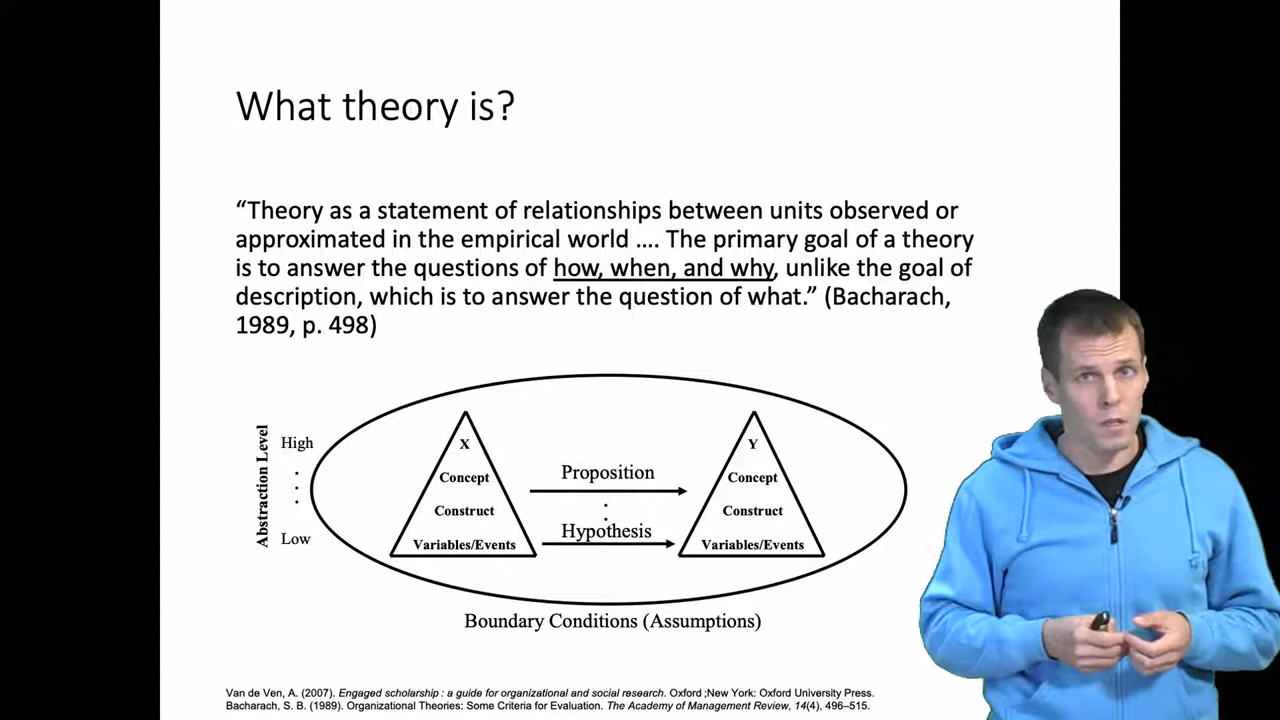 What theory is?
“Theory as a statement of relationships between units observed or
approximated in the empirical world .... The primary goal of a theory
is to answer the questions of how, when, and why, unlike the goal of
description, which is to answer the question of what.” (Bacharach,
1989, p. 498)
Abstraction Level
High
X
Y
Concept
Proposition
Concept
Construct
Construct
Hypothesis
Low
Variables/Events
Variables/Events
Boundary Conditions (Assumptions)
Van de Ven, A. (2007). Engaged scholarship : a guide for organizational and social research. Oxford ;New York: Oxford University Press.
Bacharach, S. B. (1989). Organizational Theories: Some Criteria for Evaluation. The Academy of Management Review, 14(4), 496–515.